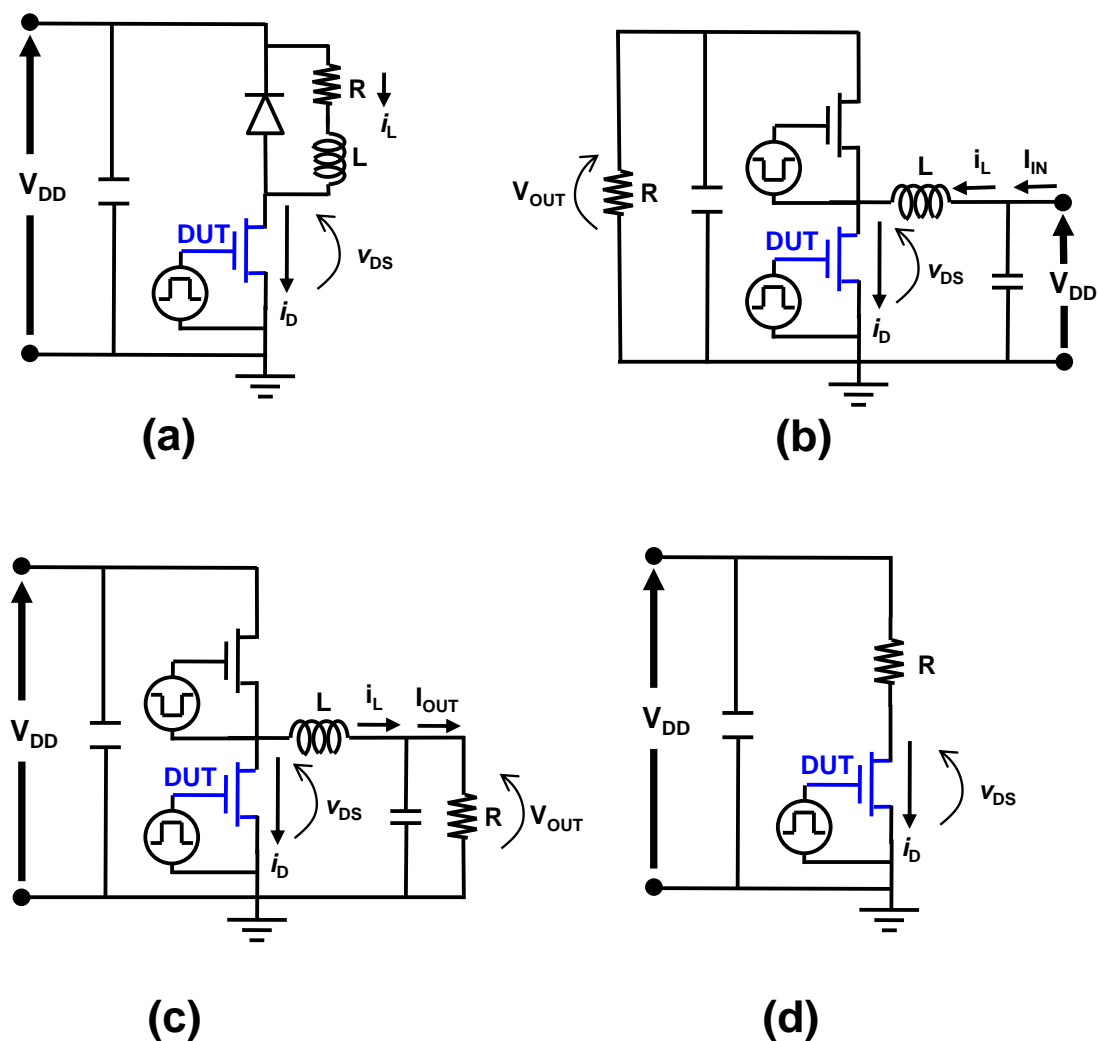 R
i_L
L
V_DD
DUT
v_DS
i_D
(a)
V_OUT
R
L
i_L
I_IN
DUT
v_DS
V_DD
i_D
(b)
L
i_L
I_OUT
V_DD
DUT
v_DS
R
V_OUT
i_D
(c)
R
V_DD
DUT
v_DS
i_D
(d)